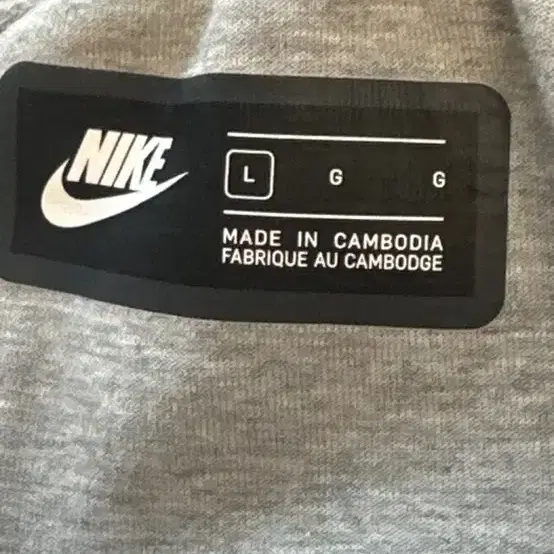 NIKE
L G G
MADE IN CAMBODIA
FABRIQUE AU CAMBODGE